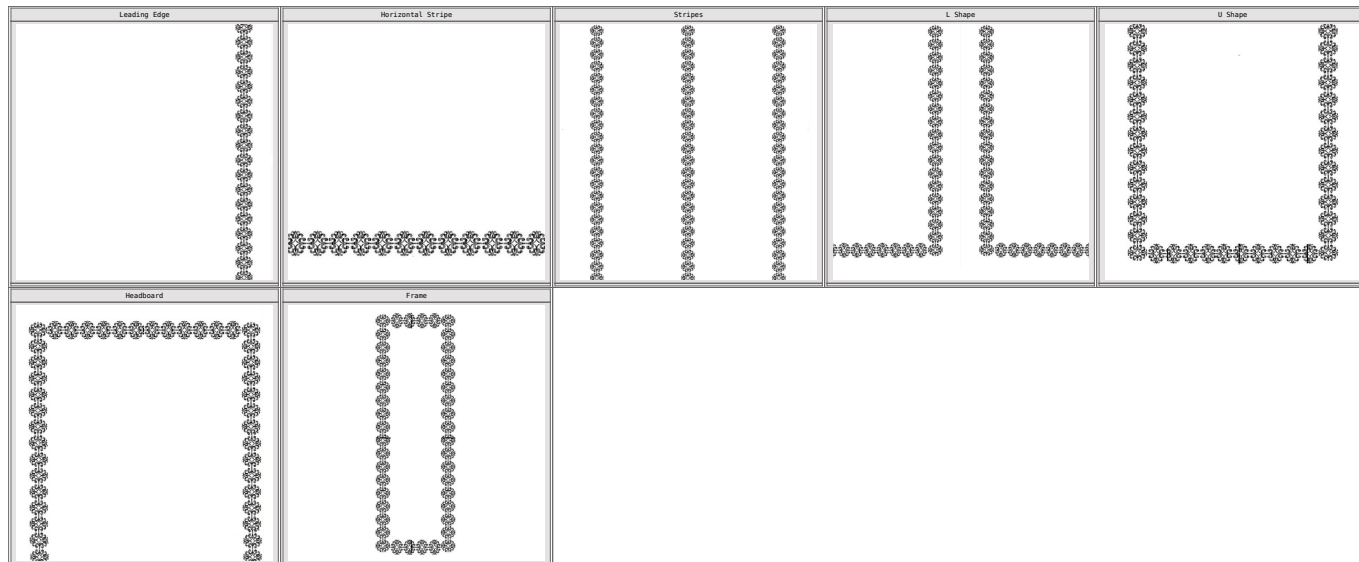 Leading Edge
Horizontal Stripe
Stripes
L Shape
U Shape
Headboard
Frame